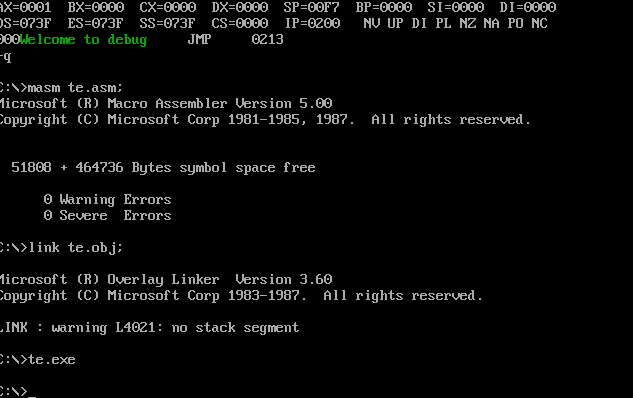 AX=0001 BX=0000 CX=0000 DX=0000 SP=00F7 BP=0000 SI=0000 DI=0000
DS=073F ES=073F SS=073F CS=0000 IP=0200 NV UP DI PL NZ NA PO NC
000Welcome to debug JMP 0213
-q
C:\>masm te.asm;
Microsoft (R) Macro Assembler Version 5.00
Copyright (C) Microsoft Corp 1981-1985, 1987. All rights reserved.
51808 + 464736 Bytes symbol space free
0 Warning Errors
0 Severe Errors
C:\>link te.obj;
Microsoft (R) Overlay Linker Version 3.60
Copyright (C) Microsoft Corp 1983-1987. All rights reserved.
LINK : warning L4021: no stack segment
C:\>te.exe
C:\>_